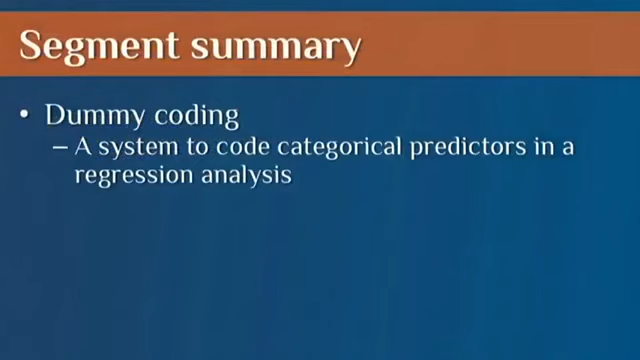 Segment summary
• Dummy coding
– A system to code categorical predictors in a
regression analysis